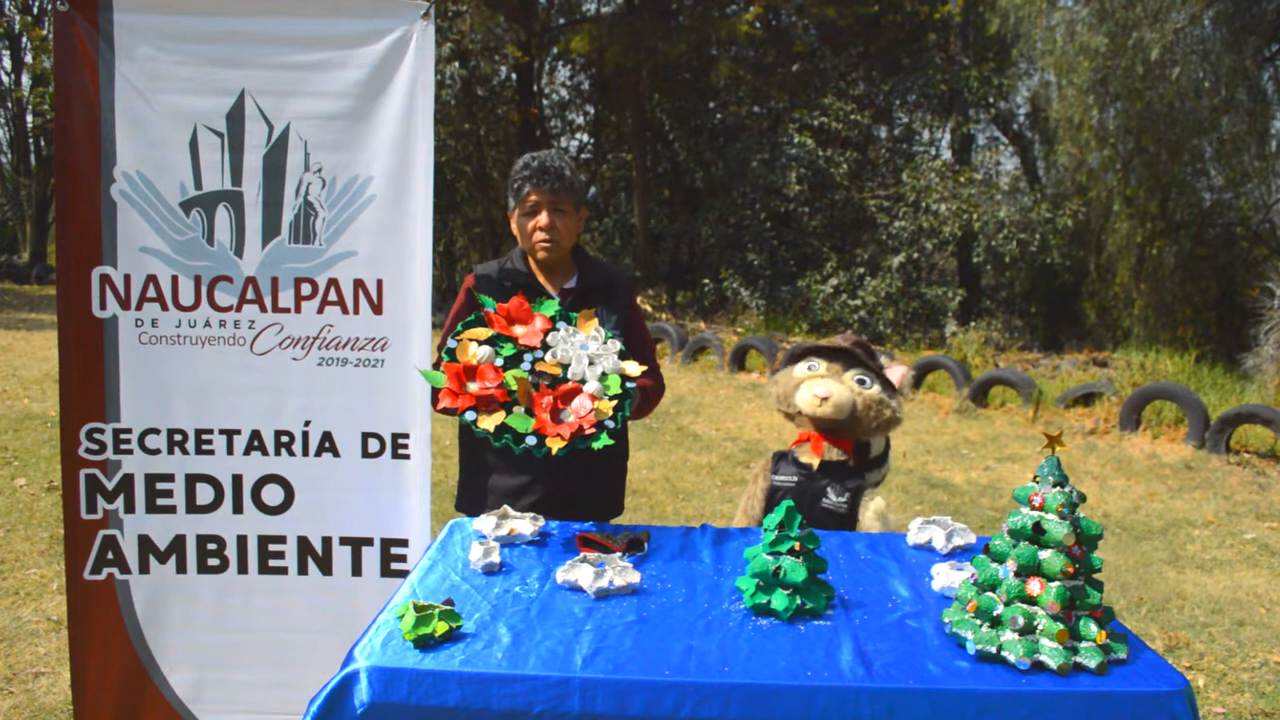 NAUCALPAN
DE JUÁREZ
Construyendo Confianza
2019-2021
SECRETARÍA DE
MEDIO
AMBIENTE